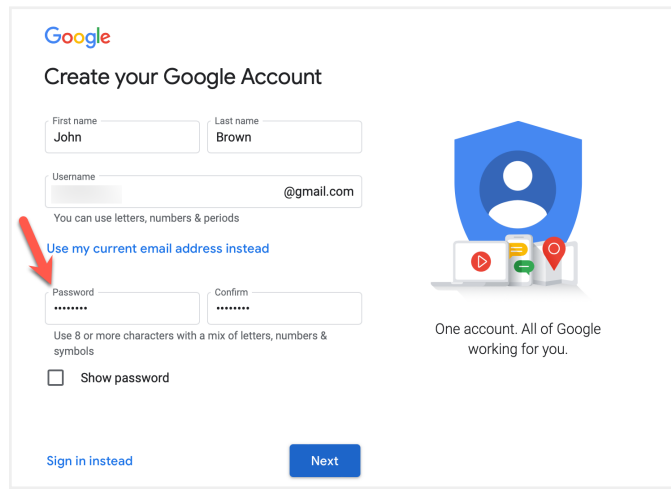 Google
Create your Google Account
First name
Last name
John
Brown
Username
@gmail.com
You can use letters, numbers & periods
Use my current email address instead
Password
Confirm
••••••••
••••••••
Use 8 or more characters with a mix of letters, numbers &
symbols
Show password
One account. All of Google
working for you.
Sign in instead
Next